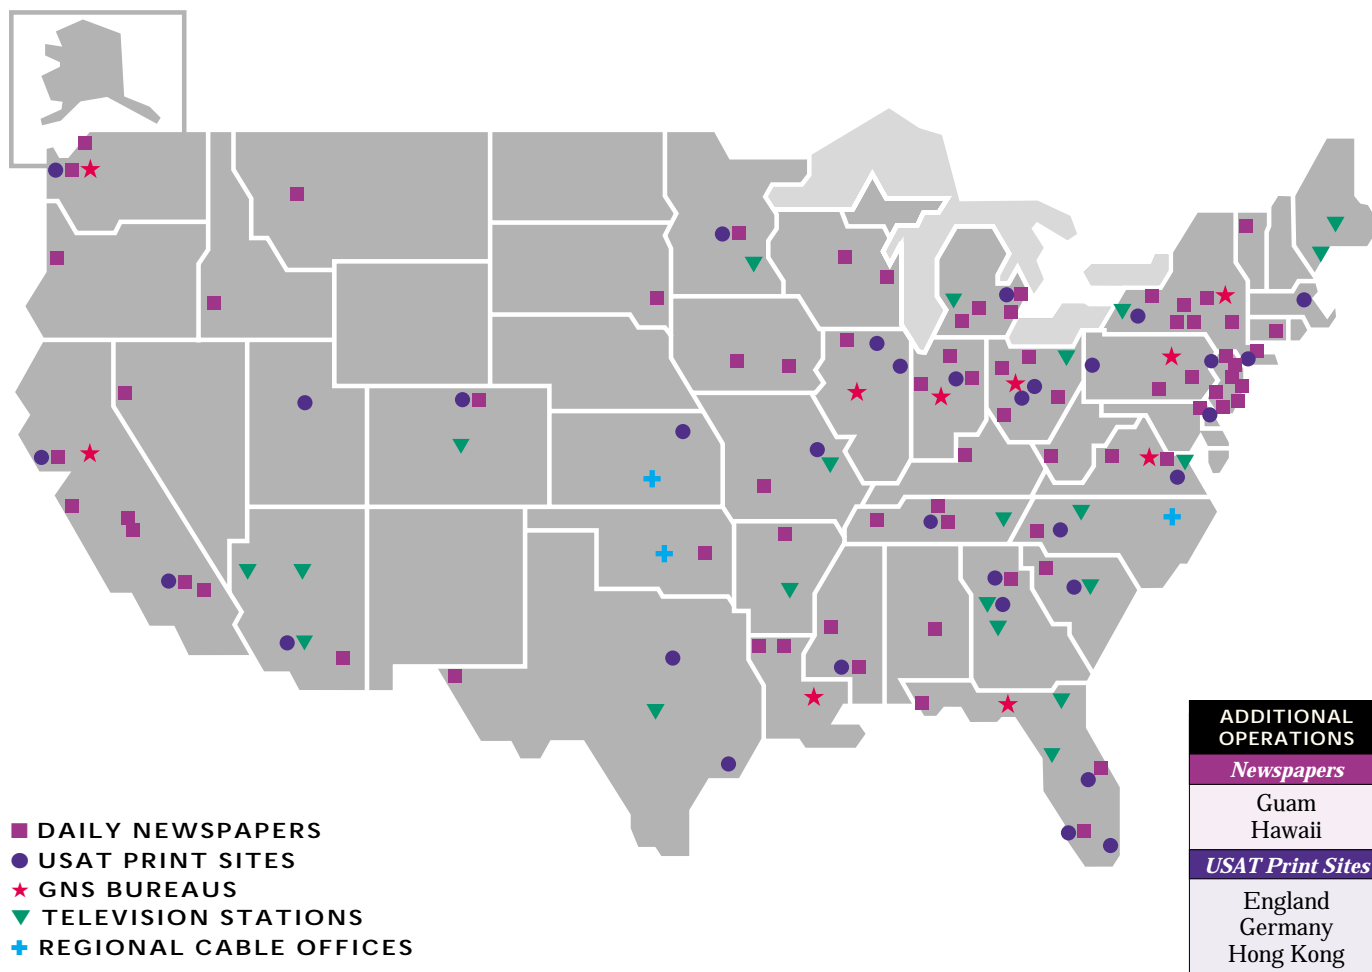 DAILY NEWSPAPERS
USAT PRINT SITES
GNS BUREAUS
TELEVISION STATIONS
REGIONAL CABLE OFFICES
ADDITIONAL
OPERATIONS
Newspapers
Guam
Hawaii
USAT Print Sites
England
Germany
Hong Kong